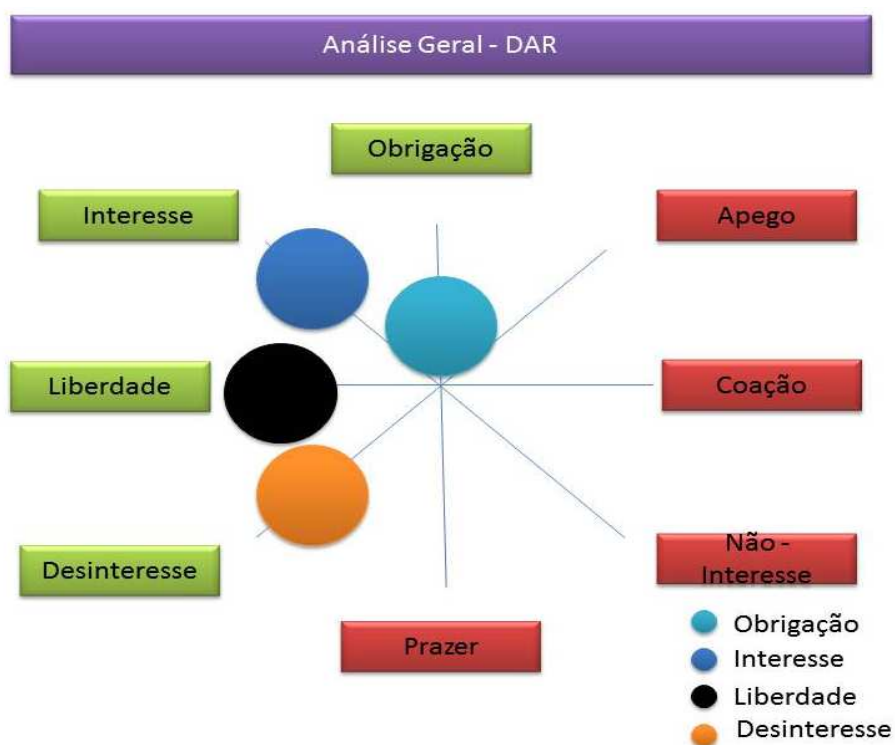 Análise Geral - DAR
Obrigação
Interesse
Apego
Liberdade
Coação
Desinteresse
Não -
Interesse
Prazer
Obrigação
Interesse
Liberdade
Desinteresse